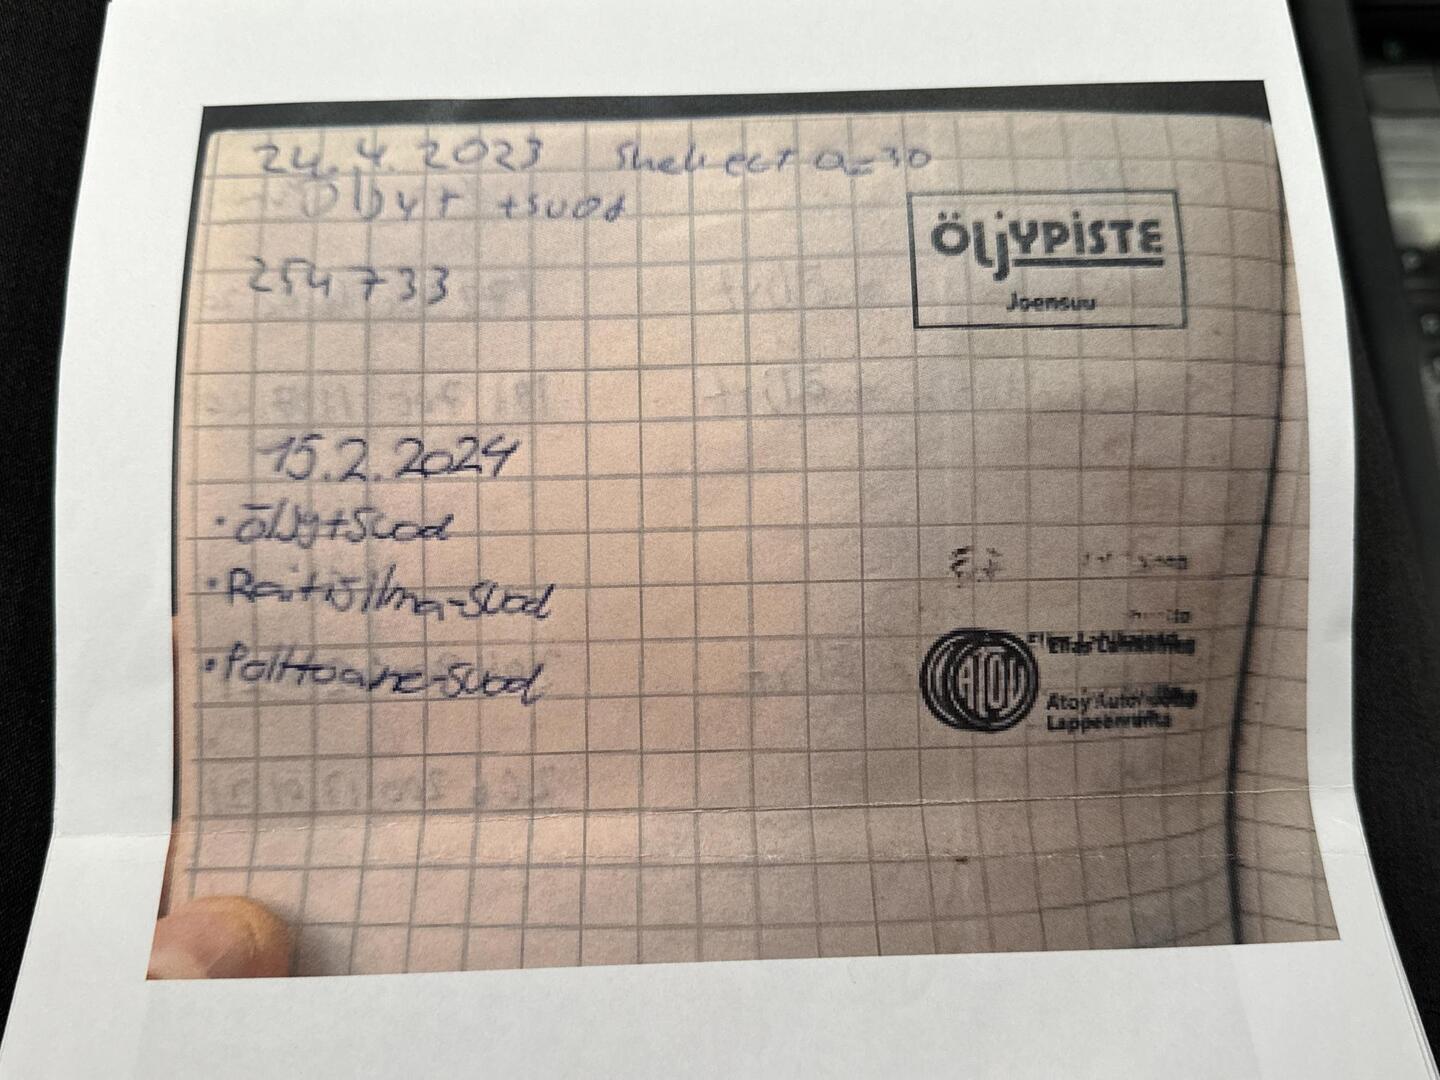 24.4.2023 Shell ect 0-30
Öljyt +suod
ÖLJYPISTE
Joensuu
254733
15.2.2024
• öljyt+suod
• Raitisilma-suod
• Polttoaine-suod
ATOY
Lappeenranta